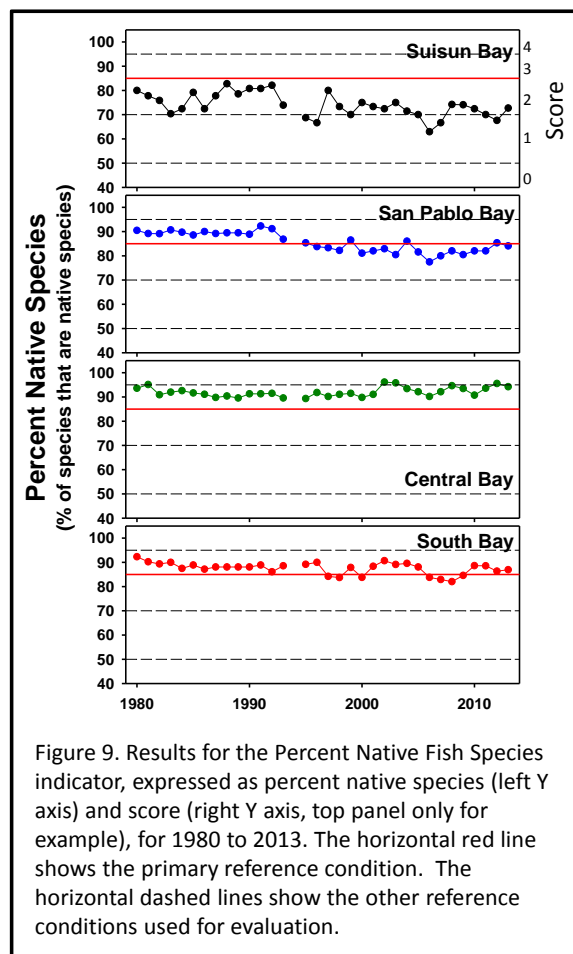 Percent Native Species
(% of species that are native species)
100
90
80
70
60
50
40
Suisun Bay
4
3
2
1
0
Score
100
90
80
70
60
50
40
San Pablo Bay
100
90
80
70
60
50
40
Central Bay
100
90
80
70
60
50
40
South Bay
1980
1990
2000
2010
Figure 9. Results for the Percent Native Fish Species
indicator, expressed as percent native species (left Y
axis) and score (right Y axis, top panel only for
example), for 1980 to 2013. The horizontal red line
shows the primary reference condition.  The
horizontal dashed lines show the other reference
conditions used for evaluation.